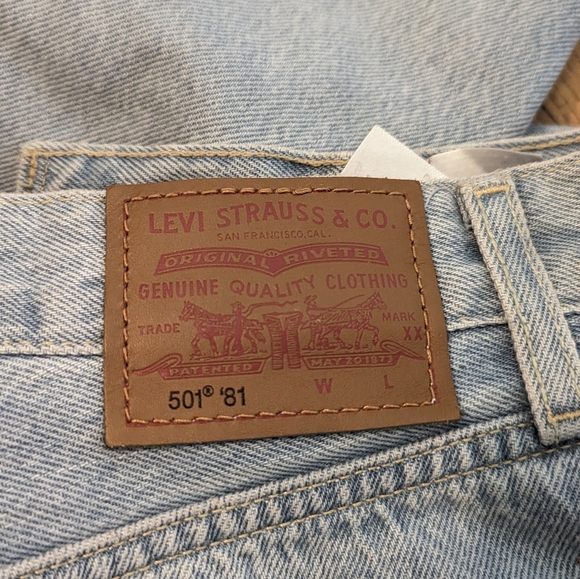 LEVI STRAUSS & CO.
SAN FRANCISCO, CAL.
ORIGINAL RIVETED
GENUINE QUALITY CLOTHING
TRADE MARK
XX
PATENTED MAY 20 1873
W L
501® '81